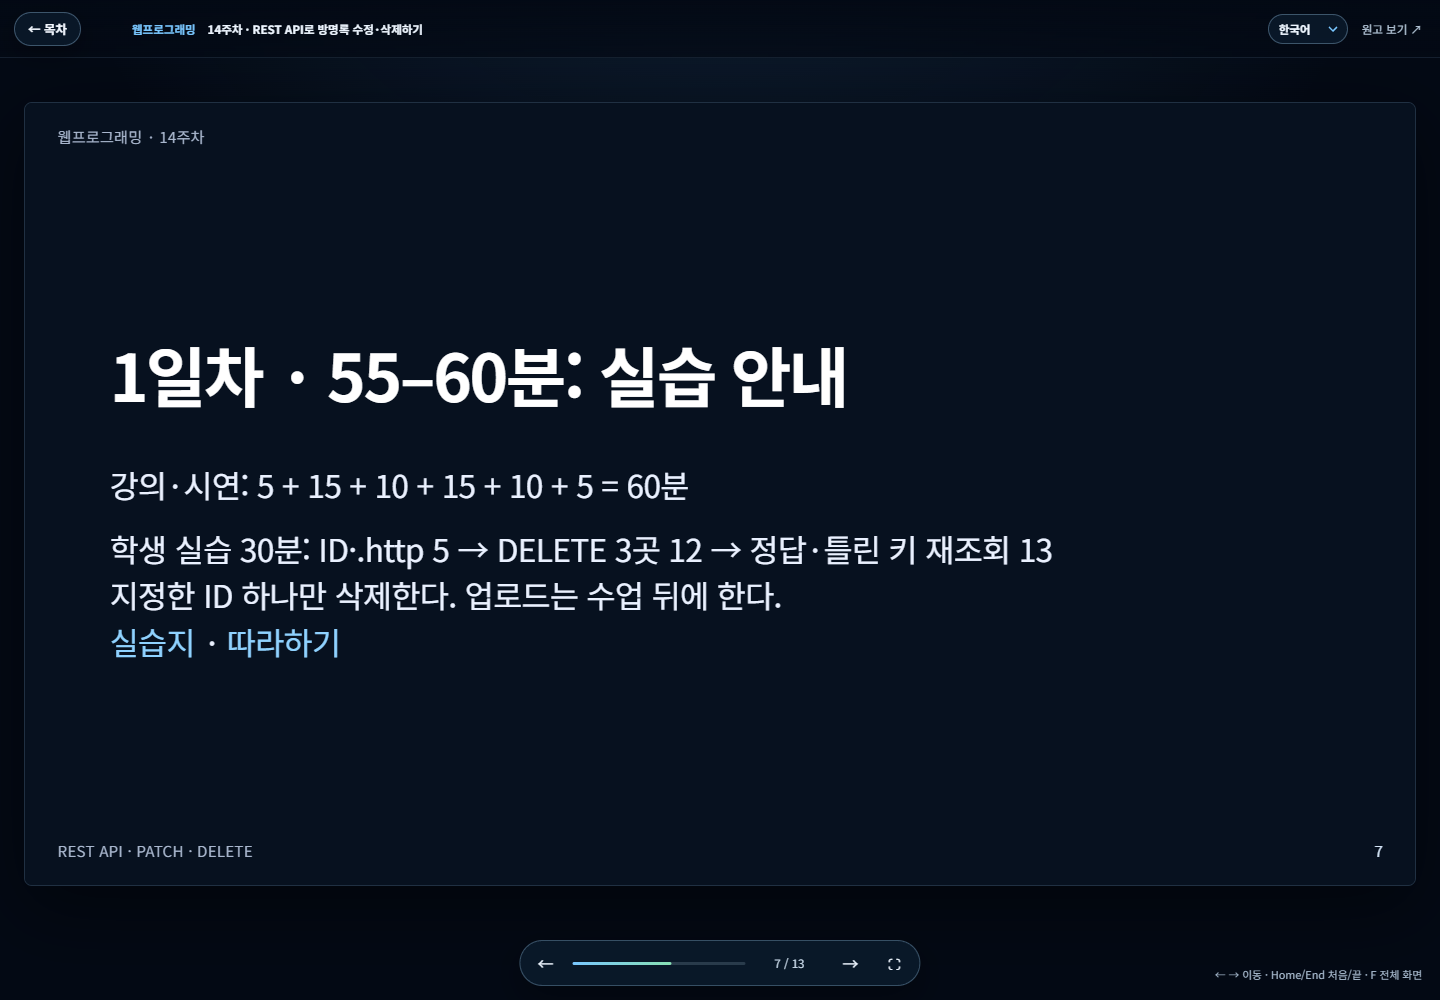 ← 목차
웹프로그래밍 14주차 · REST API로 방명록 수정·삭제하기
한국어
원고 보기 ↗
웹프로그래밍 · 14주차
1일차 · 55–60분: 실습 안내
강의·시연: 5 + 15 + 10 + 15 + 10 + 5 = 60분
학생 실습 30분: ID·.http 5 → DELETE 3곳 12 → 정답·틀린 키 재조회 13
지정한 ID 하나만 삭제한다. 업로드는 수업 뒤에 한다.
실습지 · 따라하기
REST API · PATCH · DELETE
7
← 7 / 13 →
← → 이동 · Home/End 처음/끝 · F 전체 화면